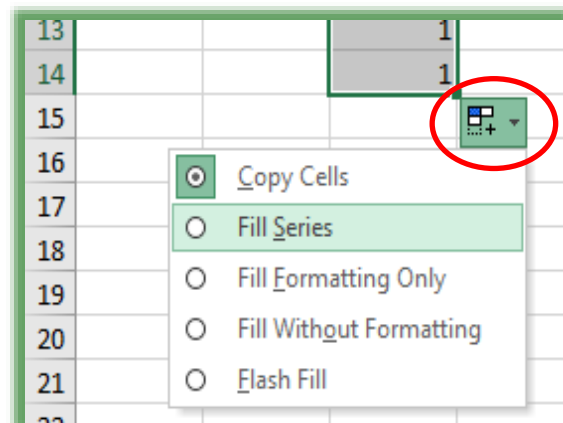 13 1
14 1
15
16
Copy Cells
17
Fill Series
18
Fill Formatting Only
19
20
Fill Without Formatting
21
Flash Fill